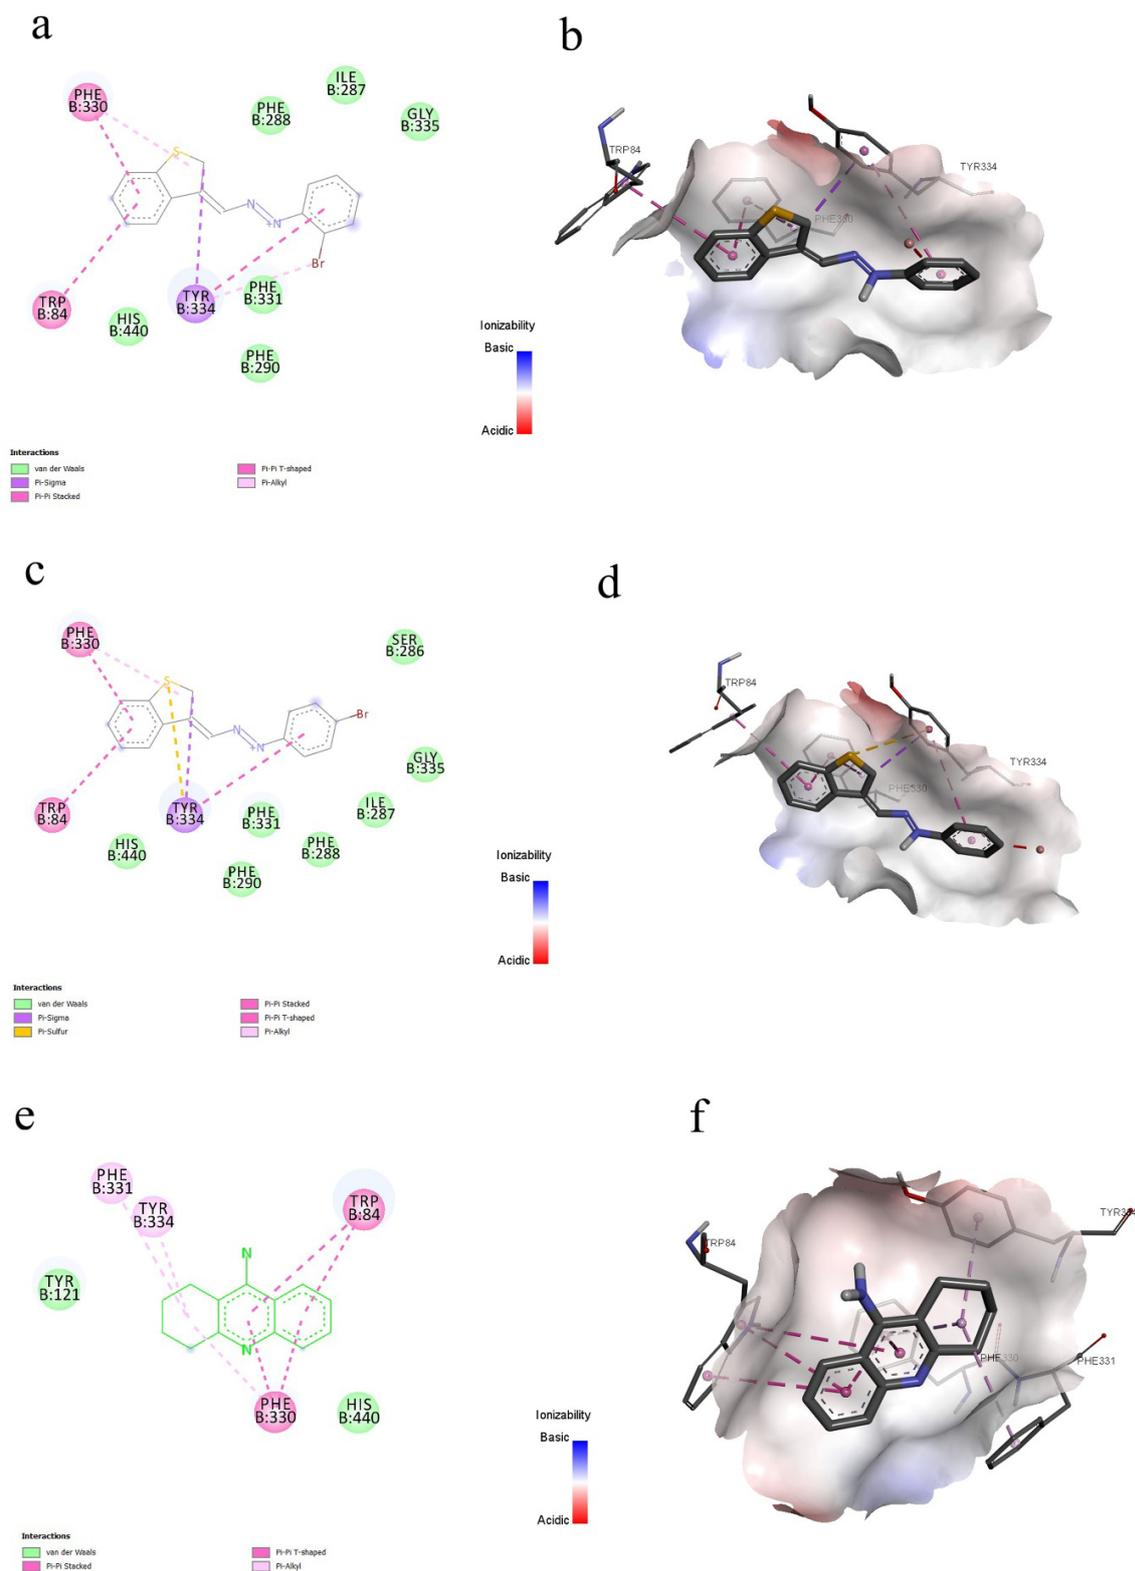 a
PHE
B:330
PHE
B:288
ILE
B:287
GLY
B:335
S
N
N
+
Br
TRP
B:84
HIS
B:440
TYR
B:334
PHE
B:331
PHE
B:290
Interactions
van der Waals
Pi-Sigma
Pi-Pi Stacked
Pi-Pi T-shaped
Pi-Alkyl
b
TRP84
TYR334
PHE330
Ionizability
Basic
Acidic
c
PHE
B:330
SER
B:286
S
N
N
+
Br
GLY
B:335
TRP
B:84
HIS
B:440
TYR
B:334
PHE
B:331
ILE
B:287
PHE
B:288
PHE
B:290
Interactions
van der Waals
Pi-Sigma
Pi-Sulfur
Pi-Pi Stacked
Pi-Pi T-shaped
Pi-Alkyl
d
TRP84
TYR334
PHE330
Ionizability
Basic
Acidic
e
PHE
B:331
TYR
B:334
TRP
B:84
TYR
B:121
N
N
PHE
B:330
HIS
B:440
Interactions
van der Waals
Pi-Pi Stacked
Pi-Pi T-shaped
Pi-Alkyl
f
TRP84
TYR334
PHE330
PHE331
Ionizability
Basic
Acidic